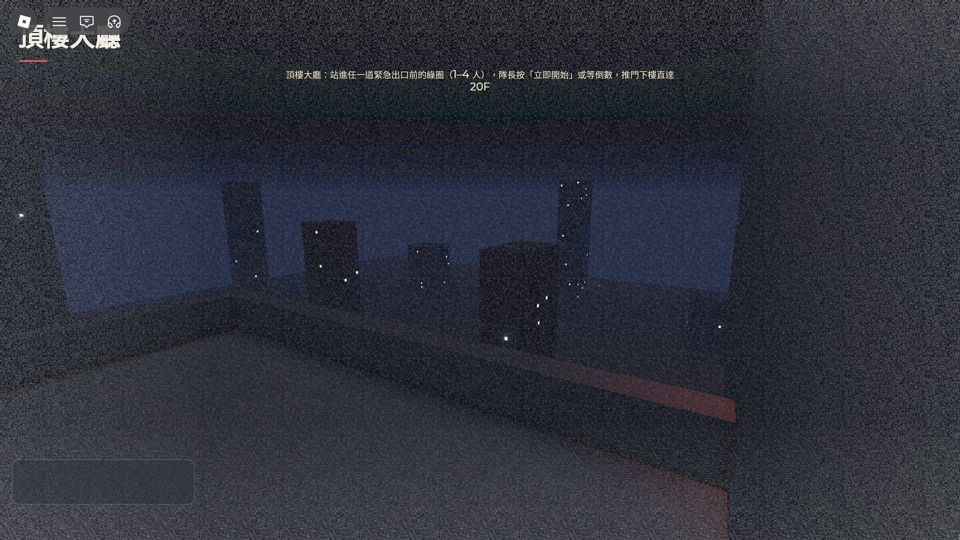 頂樓大廳
頂樓大廳：站進任一道緊急出口前的綠圈（1–4 人），隊長按「立即開始」或等倒數，推門下樓直達
20F